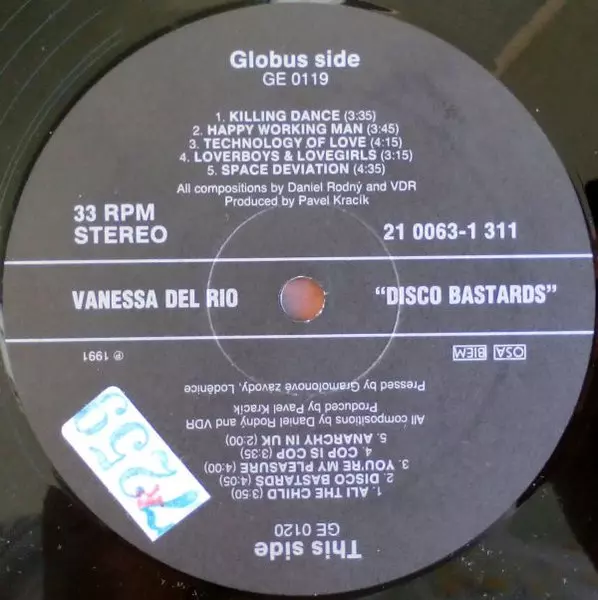 Globus side
GE 0119
1. KILLING DANCE (3:35)
2. HAPPY WORKING MAN (3:45)
3. TECHNOLOGY OF LOVE (4:15)
4. LOVERBOYS & LOVEGIRLS (3:15)
5. SPACE DEVIATION (4:35)
All compositions by Daniel Rodný and VDR
Produced by Pavel Kracík
33 RPM
STEREO
21 0063-1 311
VANESSA DEL RIO
"DISCO BASTARDS"
℗ 1991
OSA BIEM
This side
GE 0120
1. ALI THE CHILD (3:50)
2. DISCO BASTARDS (4:05)
3. YOU'RE MY PLEASURE (4:00)
4. COP IS COP (3:35)
5. ANARCHY IN UK (2:00)
All compositions by Daniel Rodný and VDR
Produced by Pavel Kracík
Pressed by Gramofonové závody, Loděnice